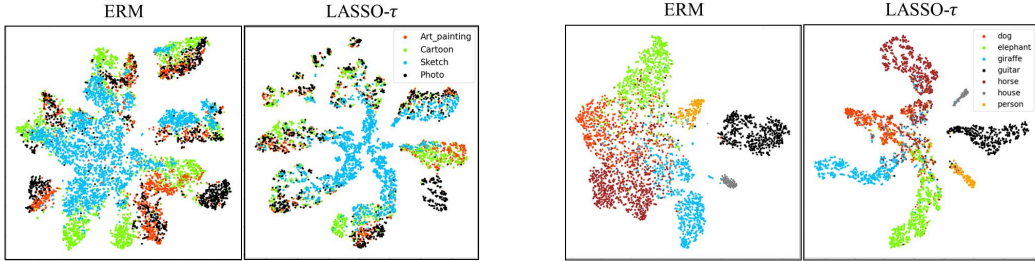 ERM
LASSO-τ
Art_painting
Cartoon
Sketch
Photo
ERM
LASSO-τ
dog
elephant
giraffe
guitar
horse
house
person